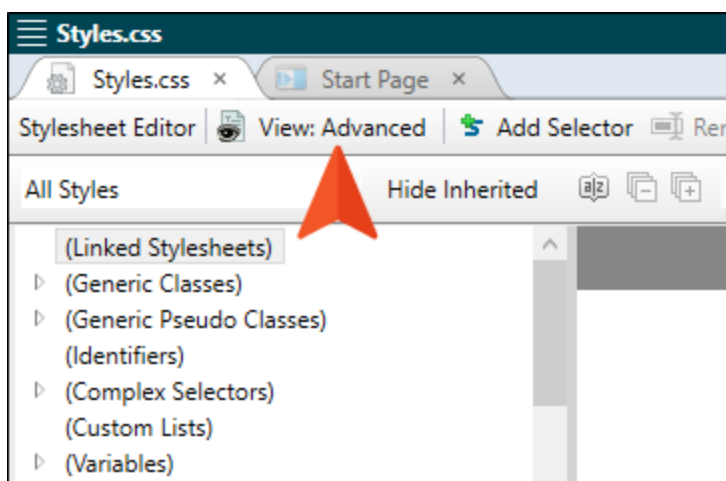 Styles.css
Styles.css × Start Page ×
Stylesheet Editor View: Advanced Add Selector
All Styles Hide Inherited a z
(Linked Stylesheets)
(Generic Classes)
(Generic Pseudo Classes)
(Identifiers)
(Complex Selectors)
(Custom Lists)
(Variables)